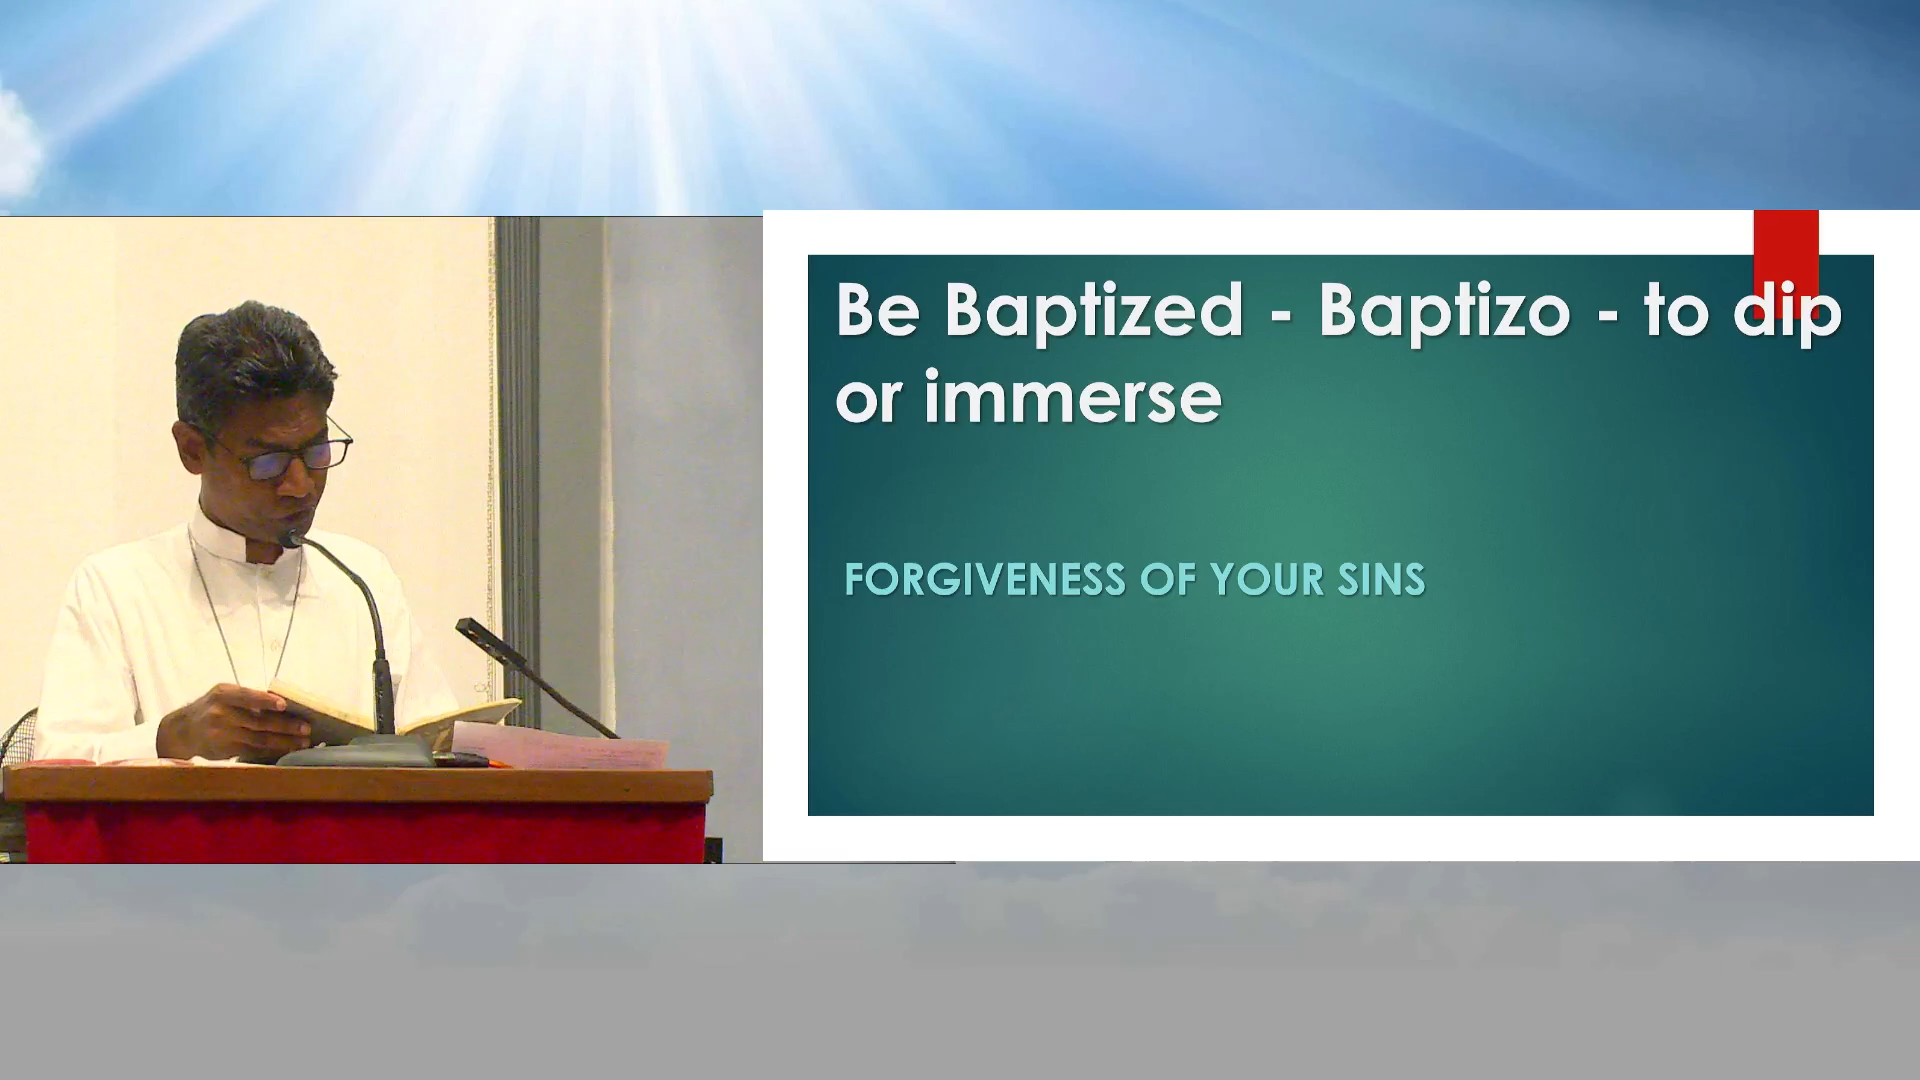 Be Baptized - Baptizo - to dip
or immerse
FORGIVENESS OF YOUR SINS